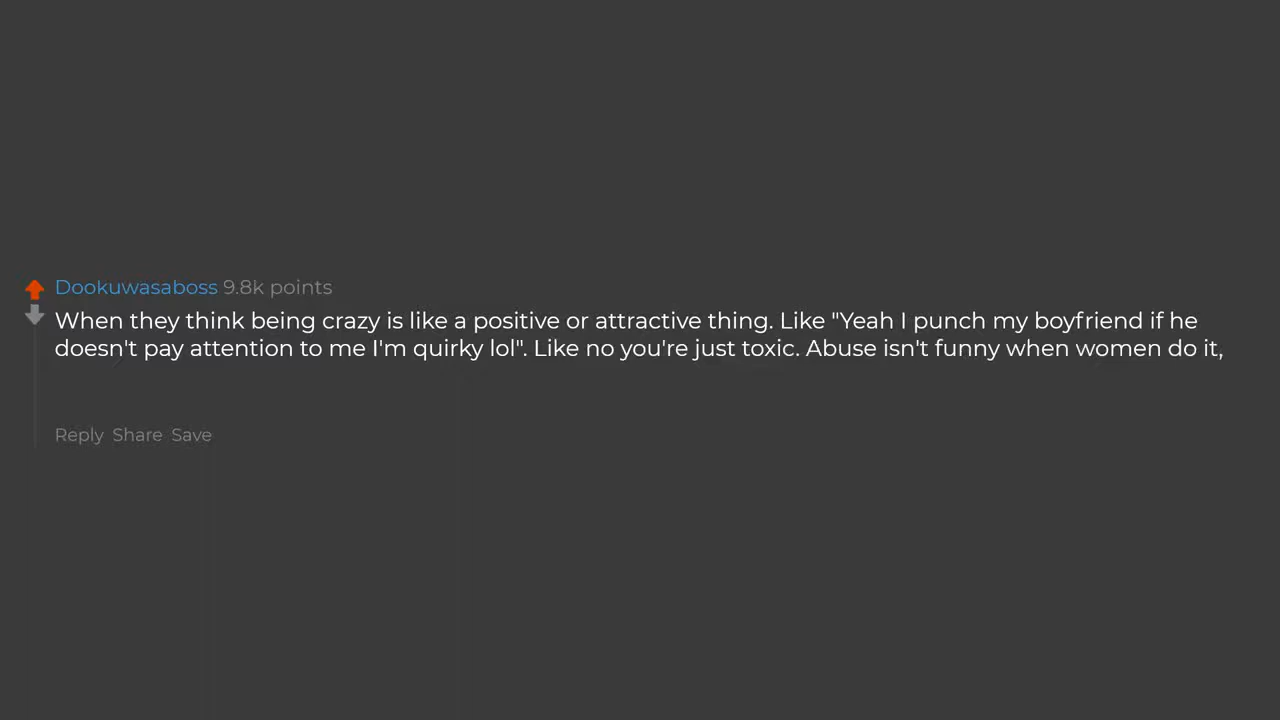 Dookuwasaboss 9.8k points
When they think being crazy is like a positive or attractive thing. Like "Yeah I punch my boyfriend if he
doesn't pay attention to me I'm quirky lol". Like no you're just toxic. Abuse isn't funny when women do it,
Reply Share Save